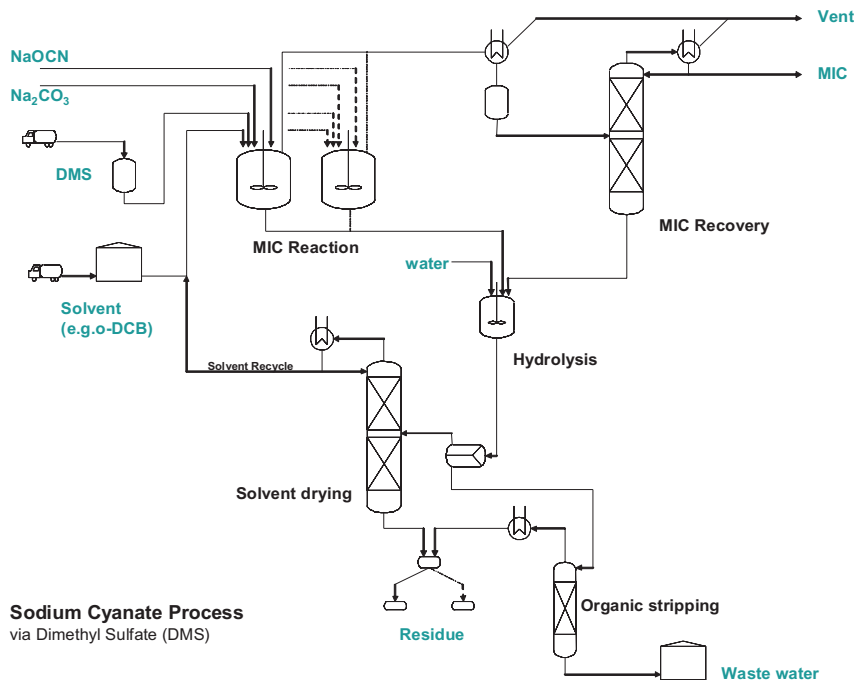 Vent
NaOCN
MIC
Na₂CO₃
DMS
MIC Reaction
MIC Recovery
water
Solvent
(e.g.o-DCB)
Hydrolysis
Solvent Recycle
Solvent drying
Organic stripping
Sodium Cyanate Process
via Dimethyl Sulfate (DMS)
Residue
Waste water